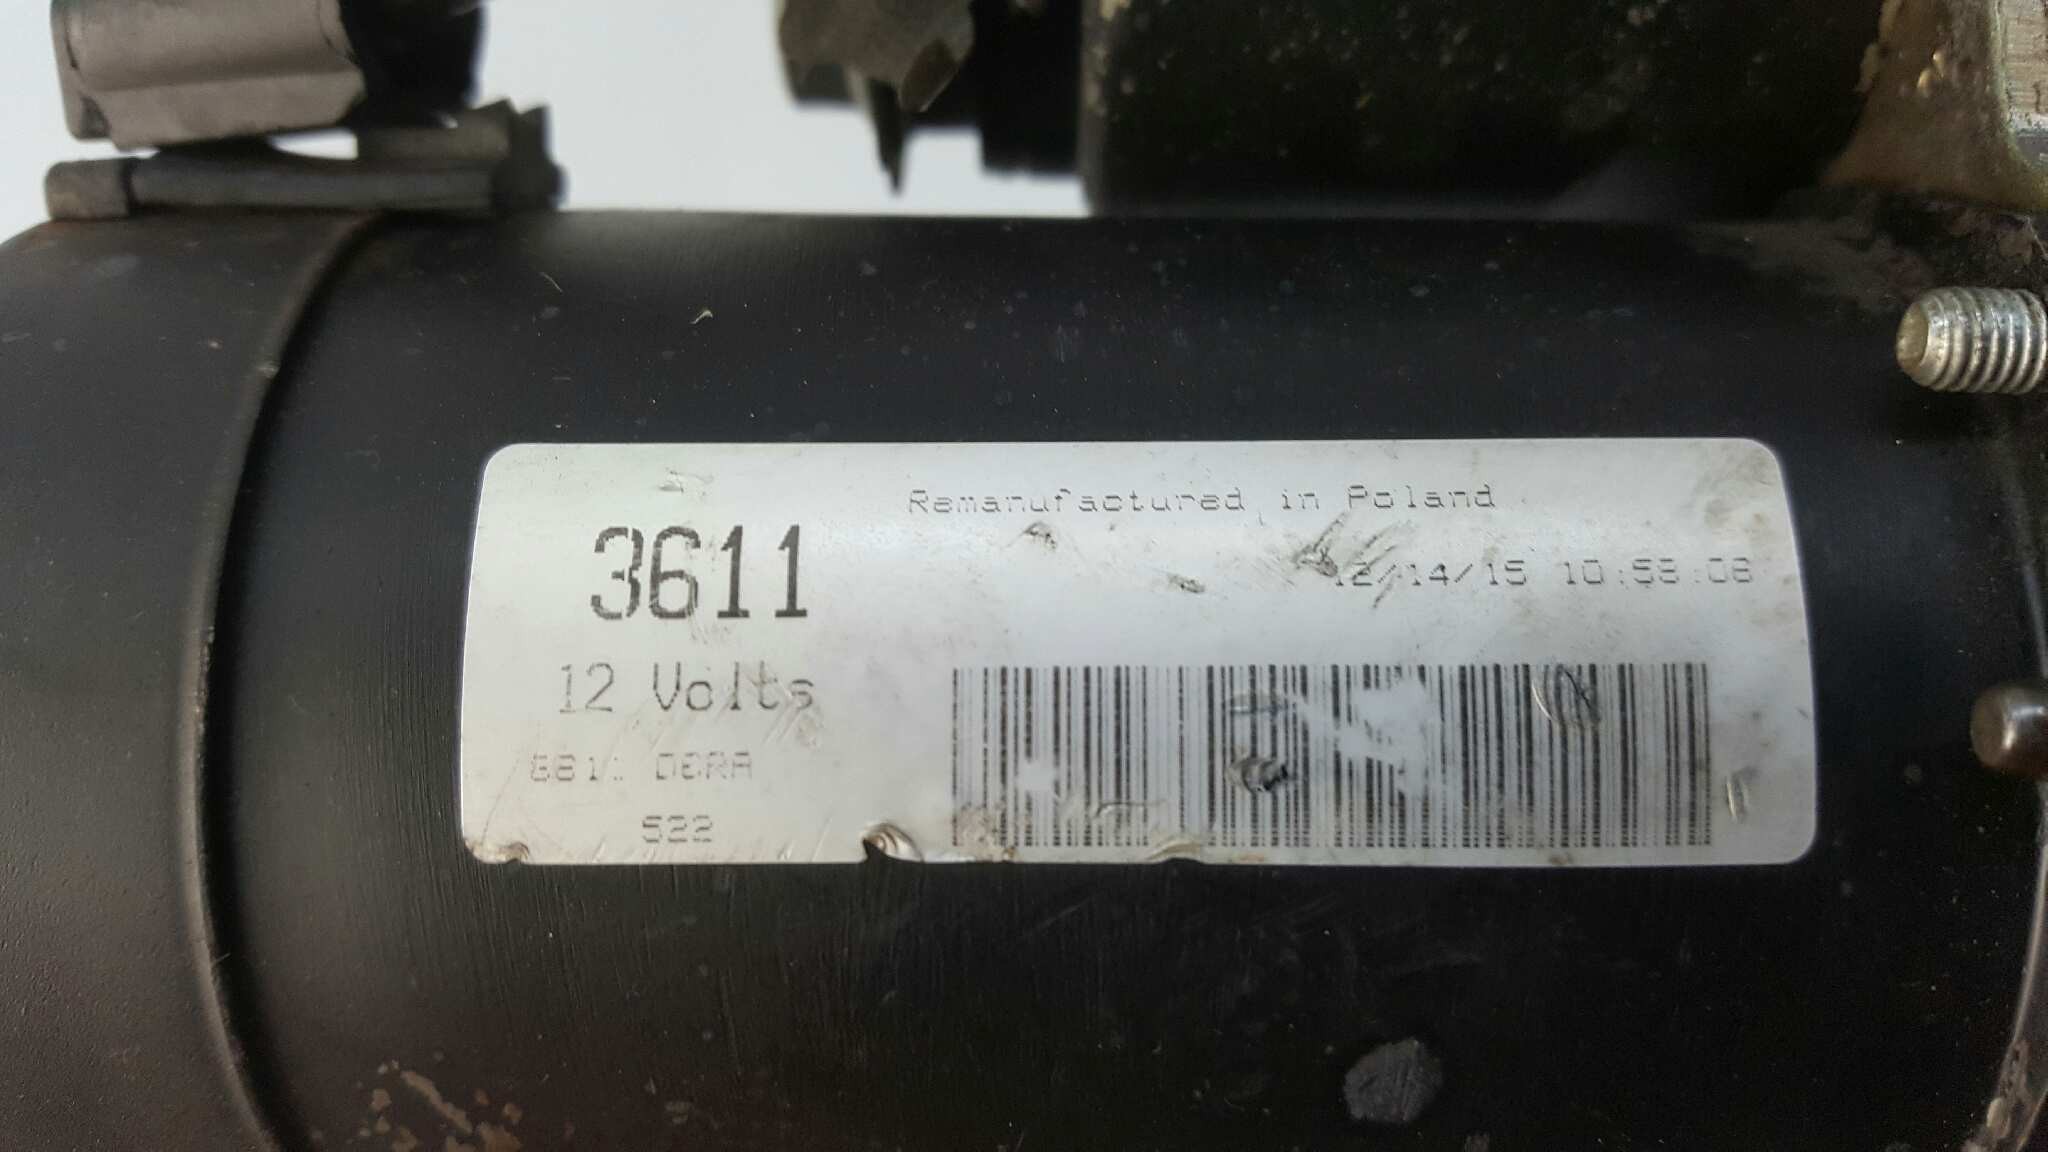 Remanufactured in Poland
3611
12/14/15 10:58:08
12 Volts
522